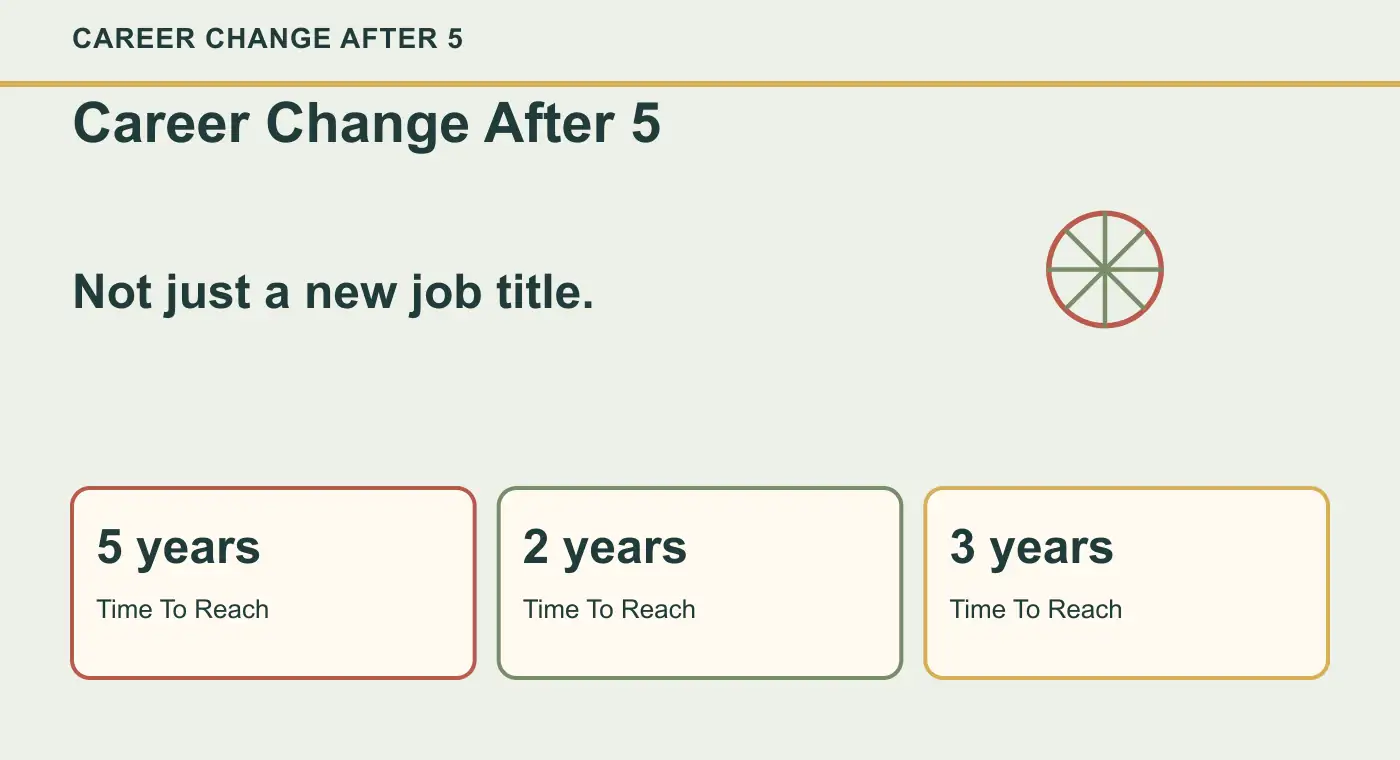 CAREER CHANGE AFTER 5
Career Change After 5
Not just a new job title.
5 years
Time To Reach
2 years
Time To Reach
3 years
Time To Reach